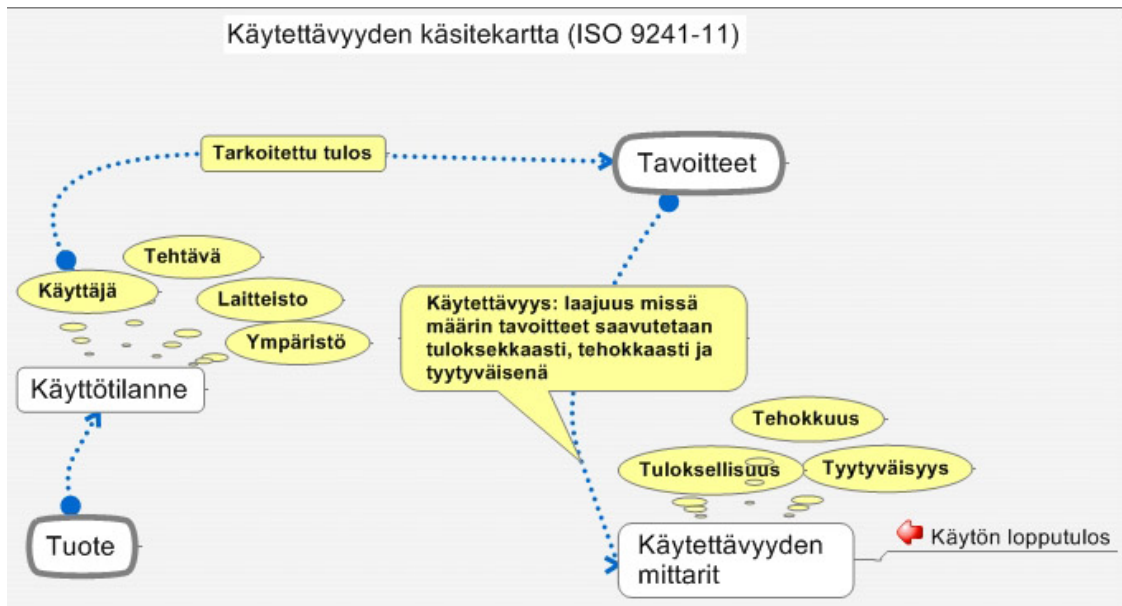 Käytettävyyden käsitekartta (ISO 9241-11)
Tarkoitettu tulos
Tavoitteet
Tehtävä
Käyttäjä
Laitteisto
Ympäristö
Käyttötilanne
Käytettävyys: laajuus missä
määrin tavoitteet saavutetaan
tuloksekkaasti, tehokkaasti ja
tyytyväisenä
Tehokkuus
Tuloksellisuus
Tyytyväisyys
Tuote
Käytettävyyden
mittarit
Käytön lopputulos